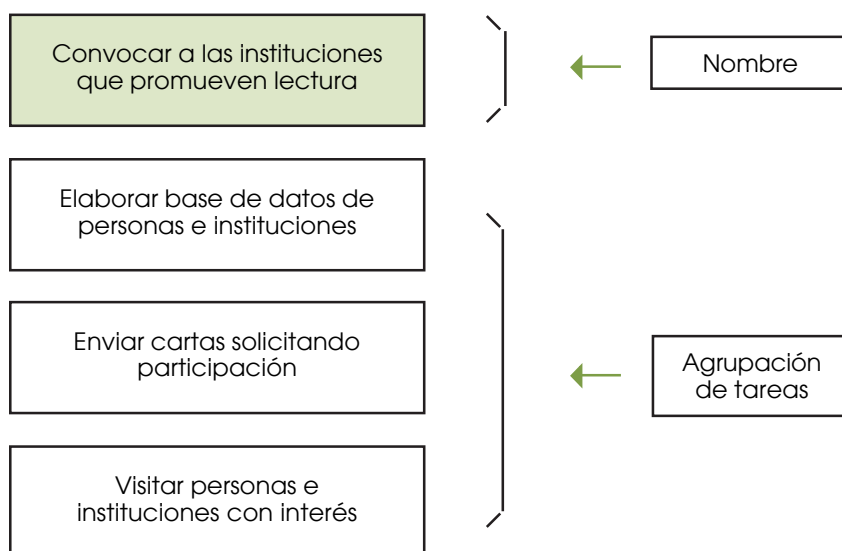 Convocar a las instituciones
que promueven lectura
Nombre
Elaborar base de datos de
personas e instituciones
Enviar cartas solicitando
participación
Agrupación
de tareas
Visitar personas e
instituciones con interés